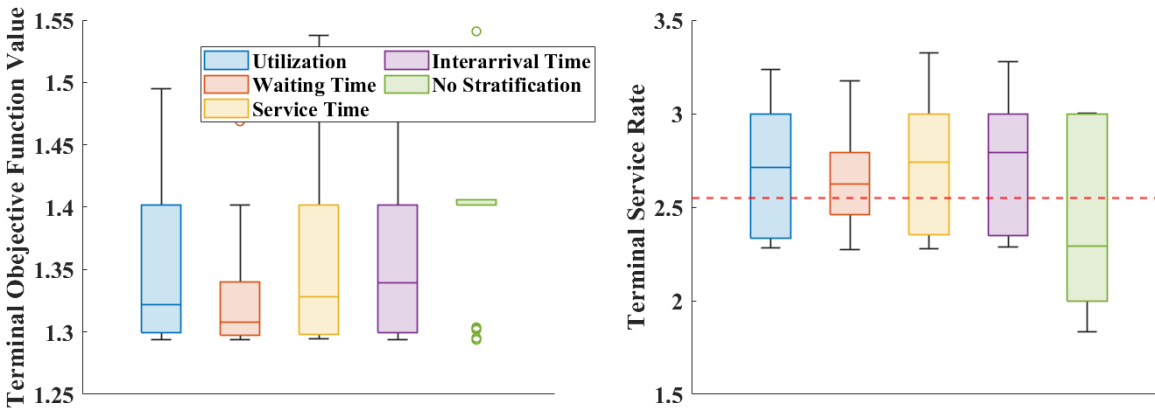 Terminal Obejective Function Value
1.55
1.5
1.45
1.4
1.35
1.3
1.25
Utilization
Waiting Time
Service Time
Interarrival Time
No Stratification
Terminal Service Rate
3.5
3
2.5
2
1.5